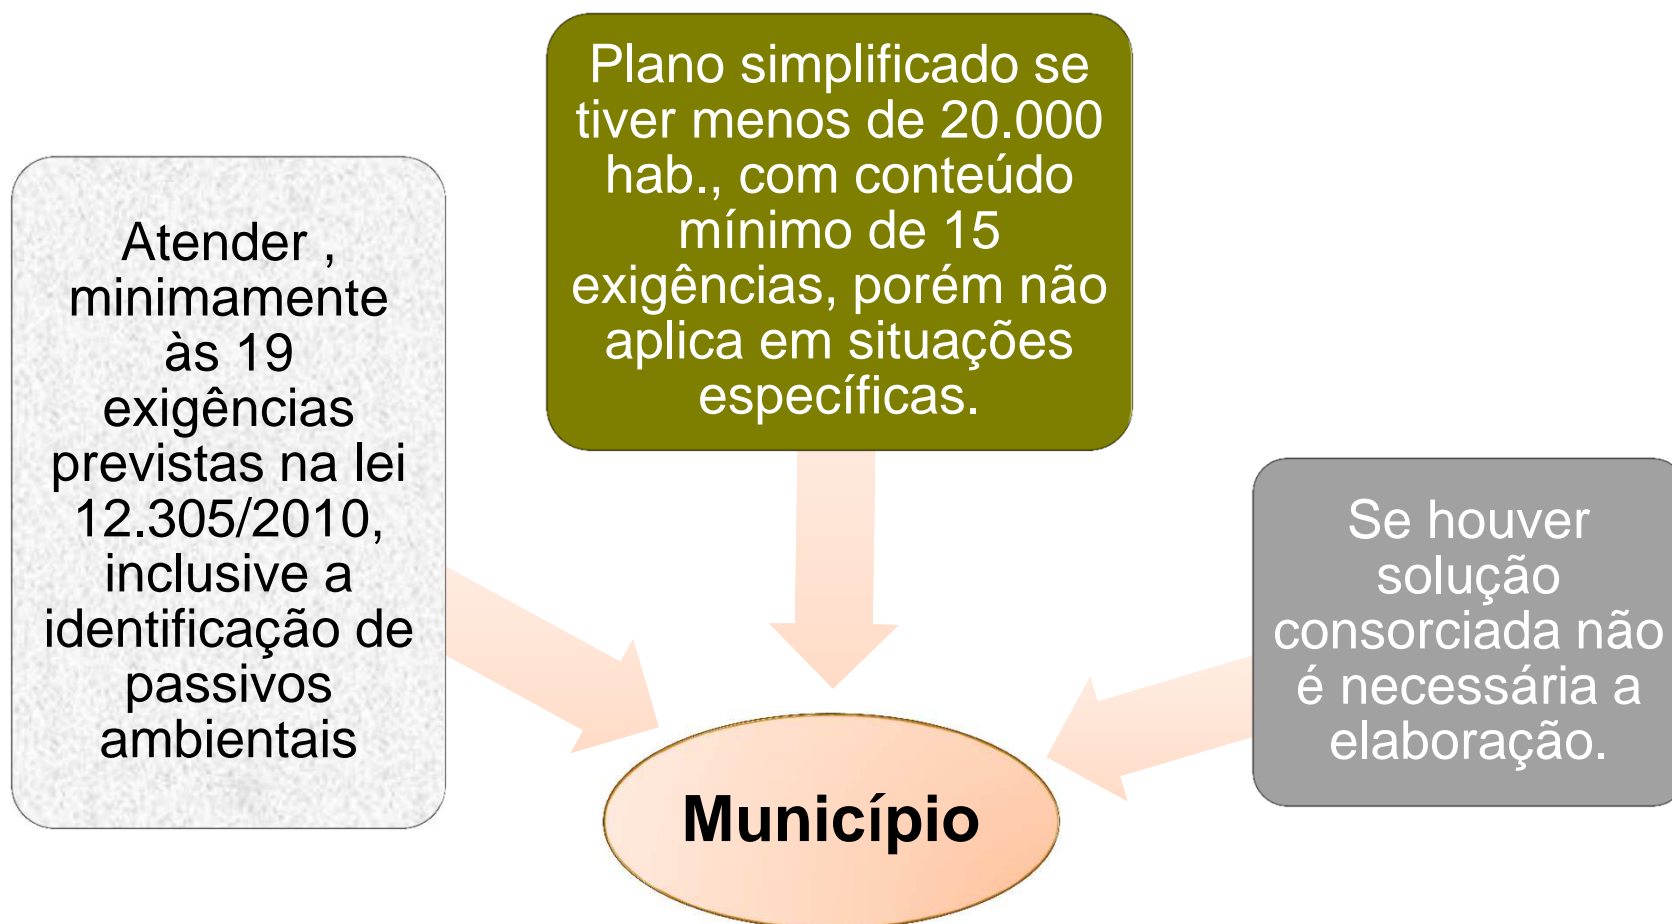 Atender ,
minimamente
às 19
exigências
previstas na lei
12.305/2010,
inclusive a
identificação de
passivos
ambientais
Plano simplificado se
tiver menos de 20.000
hab., com conteúdo
mínimo de 15
exigências, porém não
aplica em situações
específicas.
Se houver
solução
consorciada não
é necessária a
elaboração.
Município